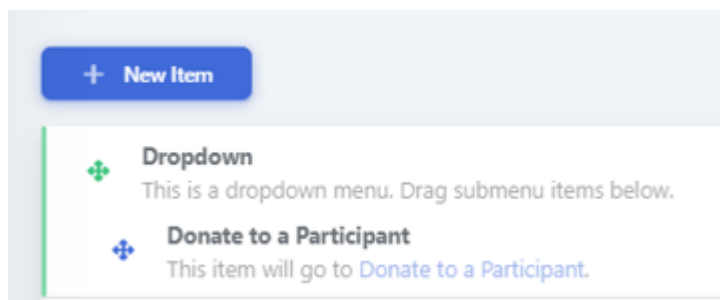 + New Item
Dropdown
This is a dropdown menu. Drag submenu items below.
Donate to a Participant
This item will go to Donate to a Participant.